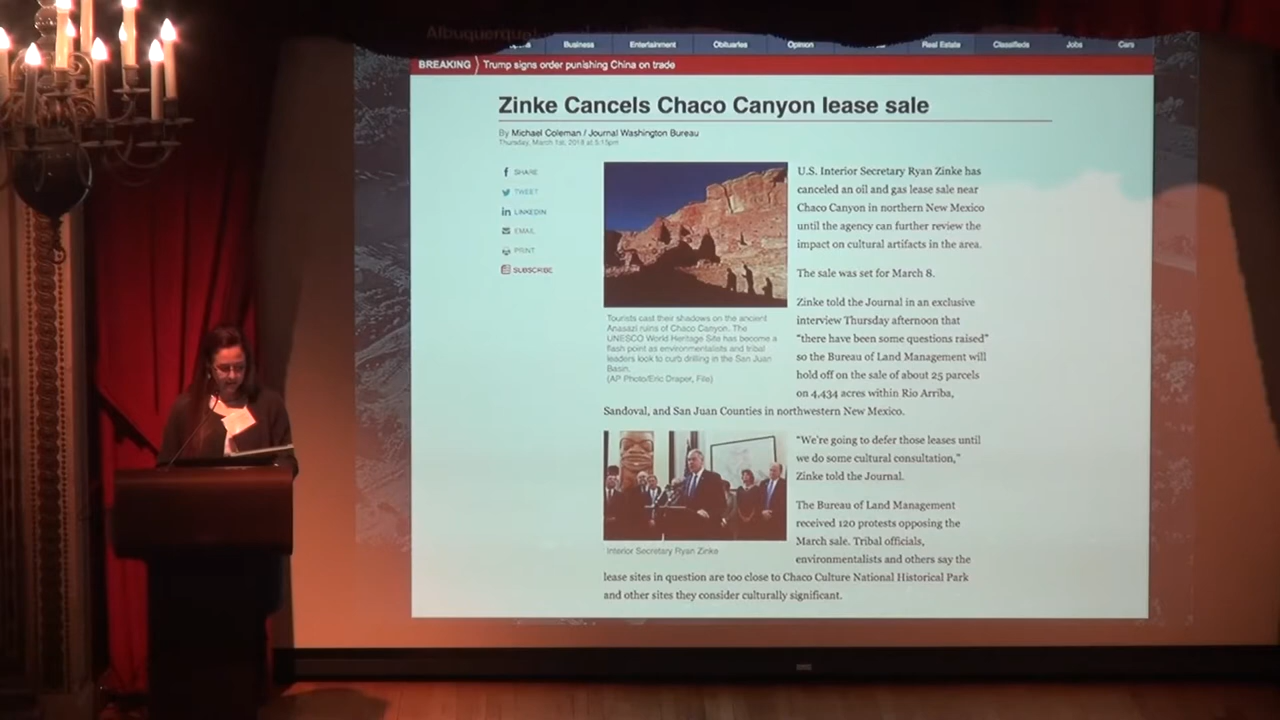 Business Entertainment Obituaries Opinion Real Estate Classifieds Jobs Cars
BREAKING Trump signs order punishing China on trade
Zinke Cancels Chaco Canyon lease sale
By Michael Coleman / Journal Washington Bureau
Thursday, March 1st, 2018 at 5:15pm
SHARE
TWEET
LINKEDIN
EMAIL
PRINT
SUBSCRIBE
Tourists cast their shadows on the ancient
Anasazi ruins of Chaco Canyon. The
UNESCO World Heritage Site has become a
flash point as environmentalists and tribal
leaders look to curb drilling in the San Juan
Basin.
(AP Photo/Eric Draper, File)
U.S. Interior Secretary Ryan Zinke has
canceled an oil and gas lease sale near
Chaco Canyon in northern New Mexico
until the agency can further review the
impact on cultural artifacts in the area.
The sale was set for March 8.
Zinke told the Journal in an exclusive
interview Thursday afternoon that
“there have been some questions raised”
so the Bureau of Land Management will
hold off on the sale of about 25 parcels
on 4,434 acres within Rio Arriba,
Sandoval, and San Juan Counties in northwestern New Mexico.
Interior Secretary Ryan Zinke
“We’re going to defer those leases until
we do some cultural consultation,”
Zinke told the Journal.
The Bureau of Land Management
received 120 protests opposing the
March sale. Tribal officials,
environmentalists and others say the
lease sites in question are too close to Chaco Culture National Historical Park
and other sites they consider culturally significant.